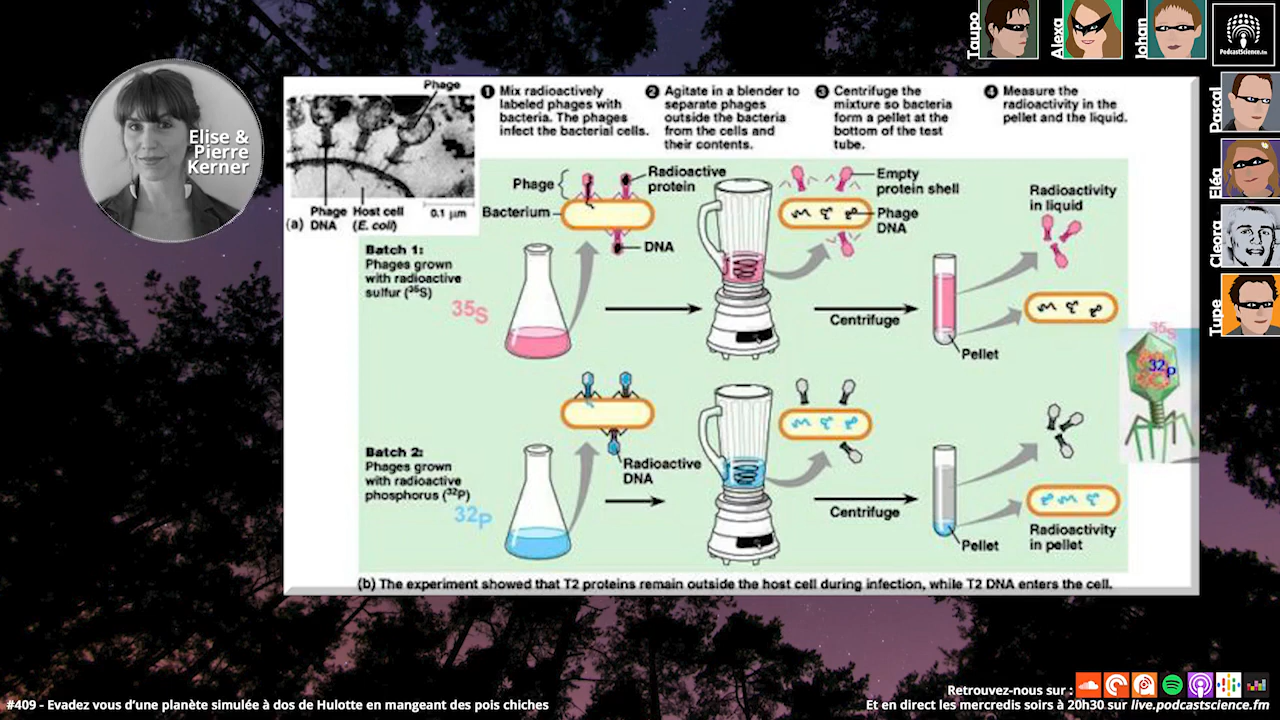 Elise &
Pierre
Kerner
Taupo
Alexa
Johan
PodcastScience.fm
Pascal
Eléa
Cleora
Tupe
Phage
Phage
DNA
Host cell
(E. coli)
0.1 µm
(a)
1 Mix radioactively
labeled phages with
bacteria. The phages
infect the bacterial cells.
2 Agitate in a blender to
separate phages
outside the bacteria
from the cells and
their contents.
3 Centrifuge the
mixture so bacteria
form a pellet at the
bottom of the test
tube.
4 Measure the
radioactivity in the
pellet and the liquid.
Phage
Radioactive
protein
Bacterium
DNA
Empty
protein shell
Phage
DNA
Radioactivity
in liquid
Batch 1:
Phages grown
with radioactive
sulfur (³⁵S)
35S
Centrifuge
Pellet
35S
32P
Batch 2:
Phages grown
with radioactive
phosphorus (³²P)
32P
Radioactive
DNA
Centrifuge
Pellet
Radioactivity
in pellet
(b) The experiment showed that T2 proteins remain outside the host cell during infection, while T2 DNA enters the cell.
Retrouvez-nous sur :
#409 - Evadez vous d’une planète simulée à dos de Hulotte en mangeant des pois chiches
Et en direct les mercredis soirs à 20h30 sur live.podcastscience.fm